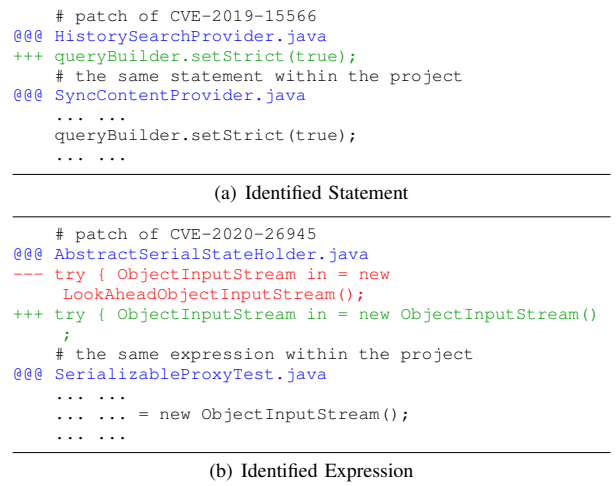 # patch of CVE-2019-15566
@@@ HistorySearchProvider.java
+++ queryBuilder.setStrict(true);
# the same statement within the project
@@@ SyncContentProvider.java
... ...
queryBuilder.setStrict(true);
... ...
(a) Identified Statement
# patch of CVE-2020-26945
@@@ AbstractSerialStateHolder.java
--- try { ObjectInputStream in = new
LookAheadObjectInputStream();
+++ try { ObjectInputStream in = new ObjectInputStream()
;
# the same expression within the project
@@@ SerializableProxyTest.java
... ...
... ... = new ObjectInputStream();
... ...
(b) Identified Expression